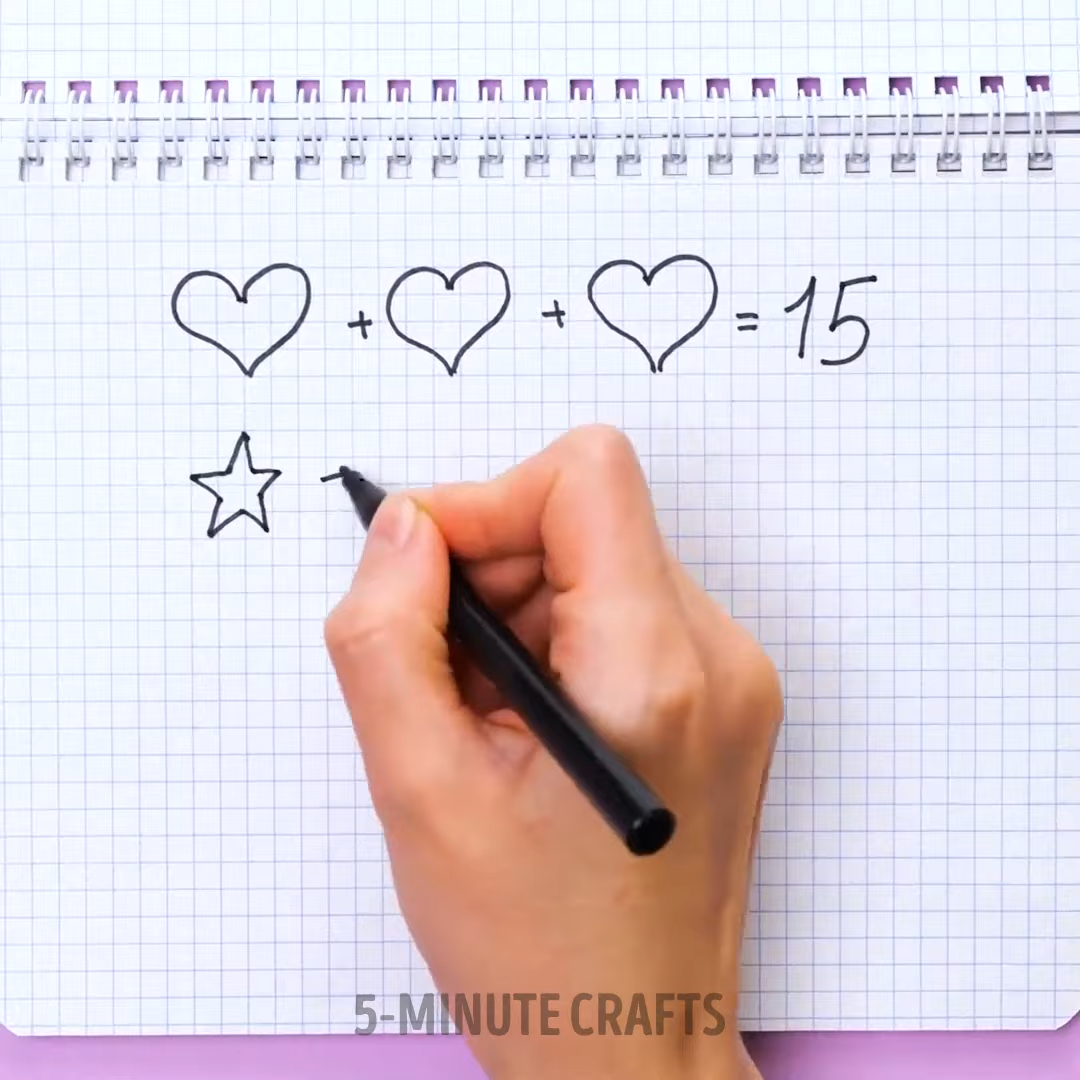 ♡ + ♡ + ♡ = 15
☆ -
5-MINUTE CRAFTS